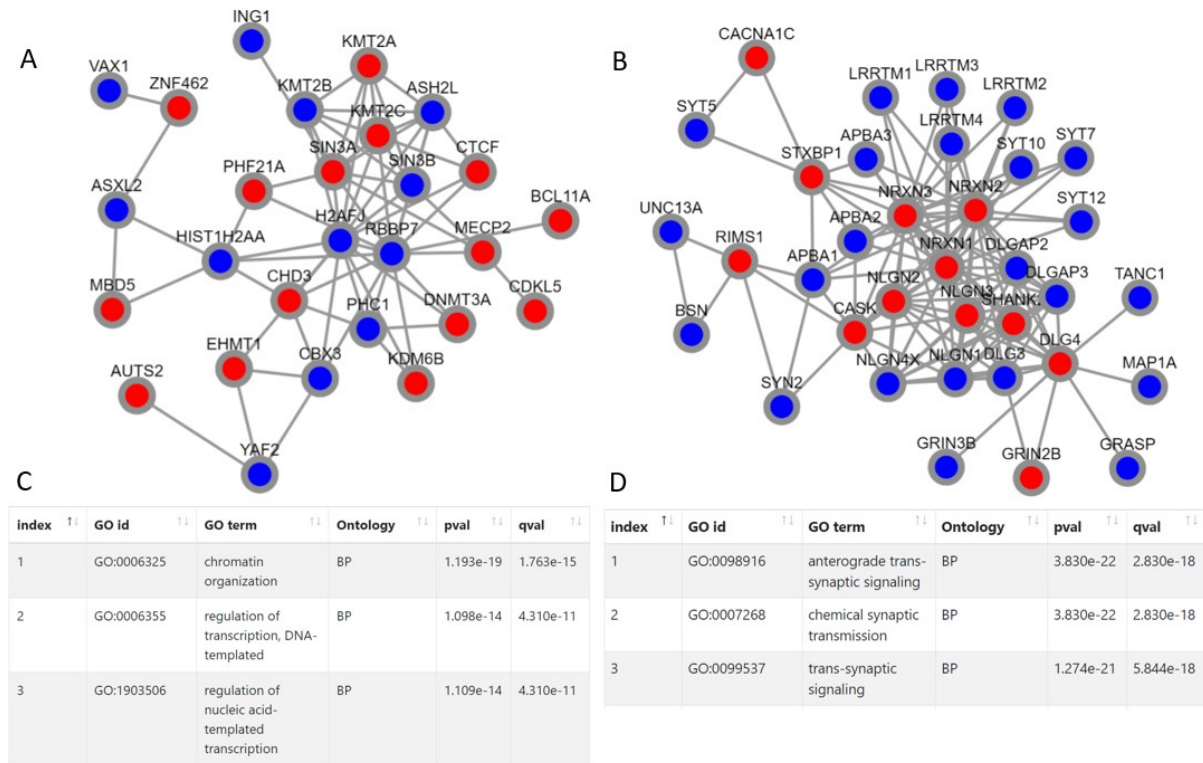 A
ING1
KMT2A
VAX1
ZNF462
KMT2B
ASH2L
KMT2C
SIN3A
CTCF
PHF21A
SIN3B
ASXL2
BCL11A
H2AFJ
RBBP7
MECP2
HIST1H2AA
CHD3
MBD5
PHC1
DNMT3A
CDKL5
EHMT1
CBX3
KDM6B
AUTS2
YAF2
B
CACNA1C
LRRTM3
LRRTM1
LRRTM2
SYT5
LRRTM4
APBA3
SYT10
SYT7
STXBP1
NRXN3
NRXN2
SYT12
UNC13A
APBA2
RIMS1
NRXN1
DLGAP2
APBA1
DLGAP3
TANC1
NLGN2
NLGN3
SHANK
BSN
CASK
DLG4
NLGN4X
NLGN1
DLG3
MAP1A
SYN2
GRIN3B
GRIN2B
GRASP
C
index GO id GO term Ontology pval qval
1 GO:0006325 chromatin BP 1.193e-19 1.763e-15
organization
2 GO:0006355 regulation of BP 1.098e-14 4.310e-11
transcription, DNA-
templated
3 GO:1903506 regulation of BP 1.109e-14 4.310e-11
nucleic acid-
templated
transcription
D
index GO id GO term Ontology pval qval
1 GO:0098916 anterograde trans- BP 3.830e-22 2.830e-18
synaptic signaling
2 GO:0007268 chemical synaptic BP 3.830e-22 2.830e-18
transmission
3 GO:0099537 trans-synaptic BP 1.274e-21 5.844e-18
signaling